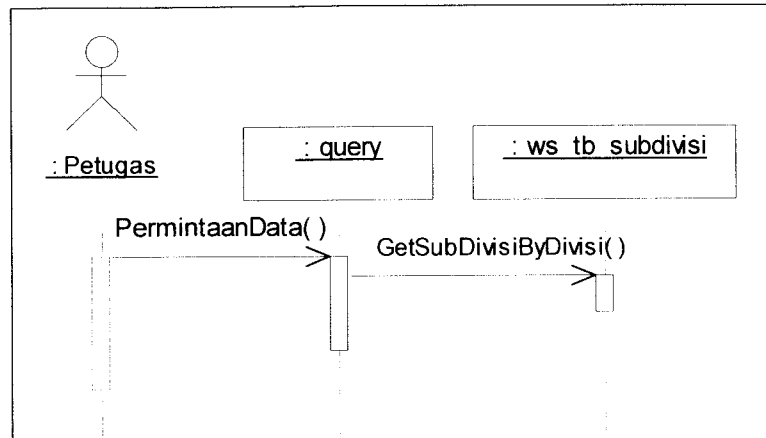 : Petugas
: query
: ws_tb_subdivisi
PermintaanData( )
GetSubDivisiByDivisi( )